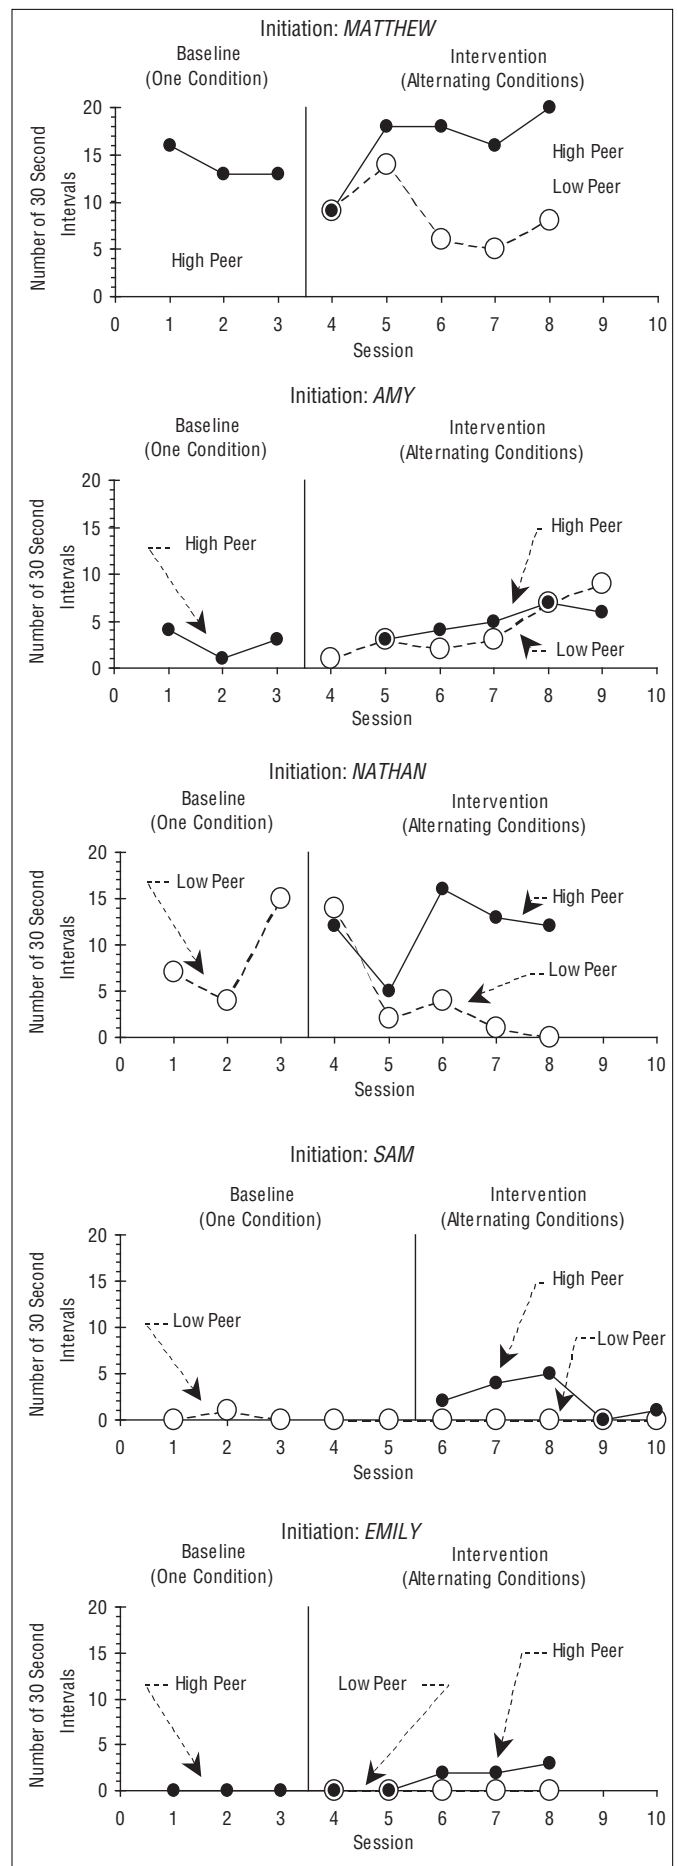 Initiation: MATTHEW
Baseline
(One Condition)
Intervention
(Alternating Conditions)
Number of 30 Second
Intervals
20
15
10
5
0
High Peer
High Peer
Low Peer
0 1 2 3 4 5 6 7 8 9 10
Session
Initiation: AMY
Baseline
(One Condition)
Intervention
(Alternating Conditions)
Number of 30 Second
Intervals
20
15
10
5
0
High Peer
High Peer
Low Peer
0 1 2 3 4 5 6 7 8 9 10
Session
Initiation: NATHAN
Baseline
(One Condition)
Intervention
(Alternating Conditions)
Number of 30 Second
Intervals
20
15
10
5
0
Low Peer
High Peer
Low Peer
0 1 2 3 4 5 6 7 8 9 10
Session
Initiation: SAM
Baseline
(One Condition)
Intervention
(Alternating Conditions)
Number of 30 Second
Intervals
20
15
10
5
0
Low Peer
High Peer
Low Peer
0 1 2 3 4 5 6 7 8 9 10
Session
Initiation: EMILY
Baseline
(One Condition)
Intervention
(Alternating Conditions)
Number of 30 Second
Intervals
20
15
10
5
0
High Peer
Low Peer
High Peer
0 1 2 3 4 5 6 7 8 9 10
Session